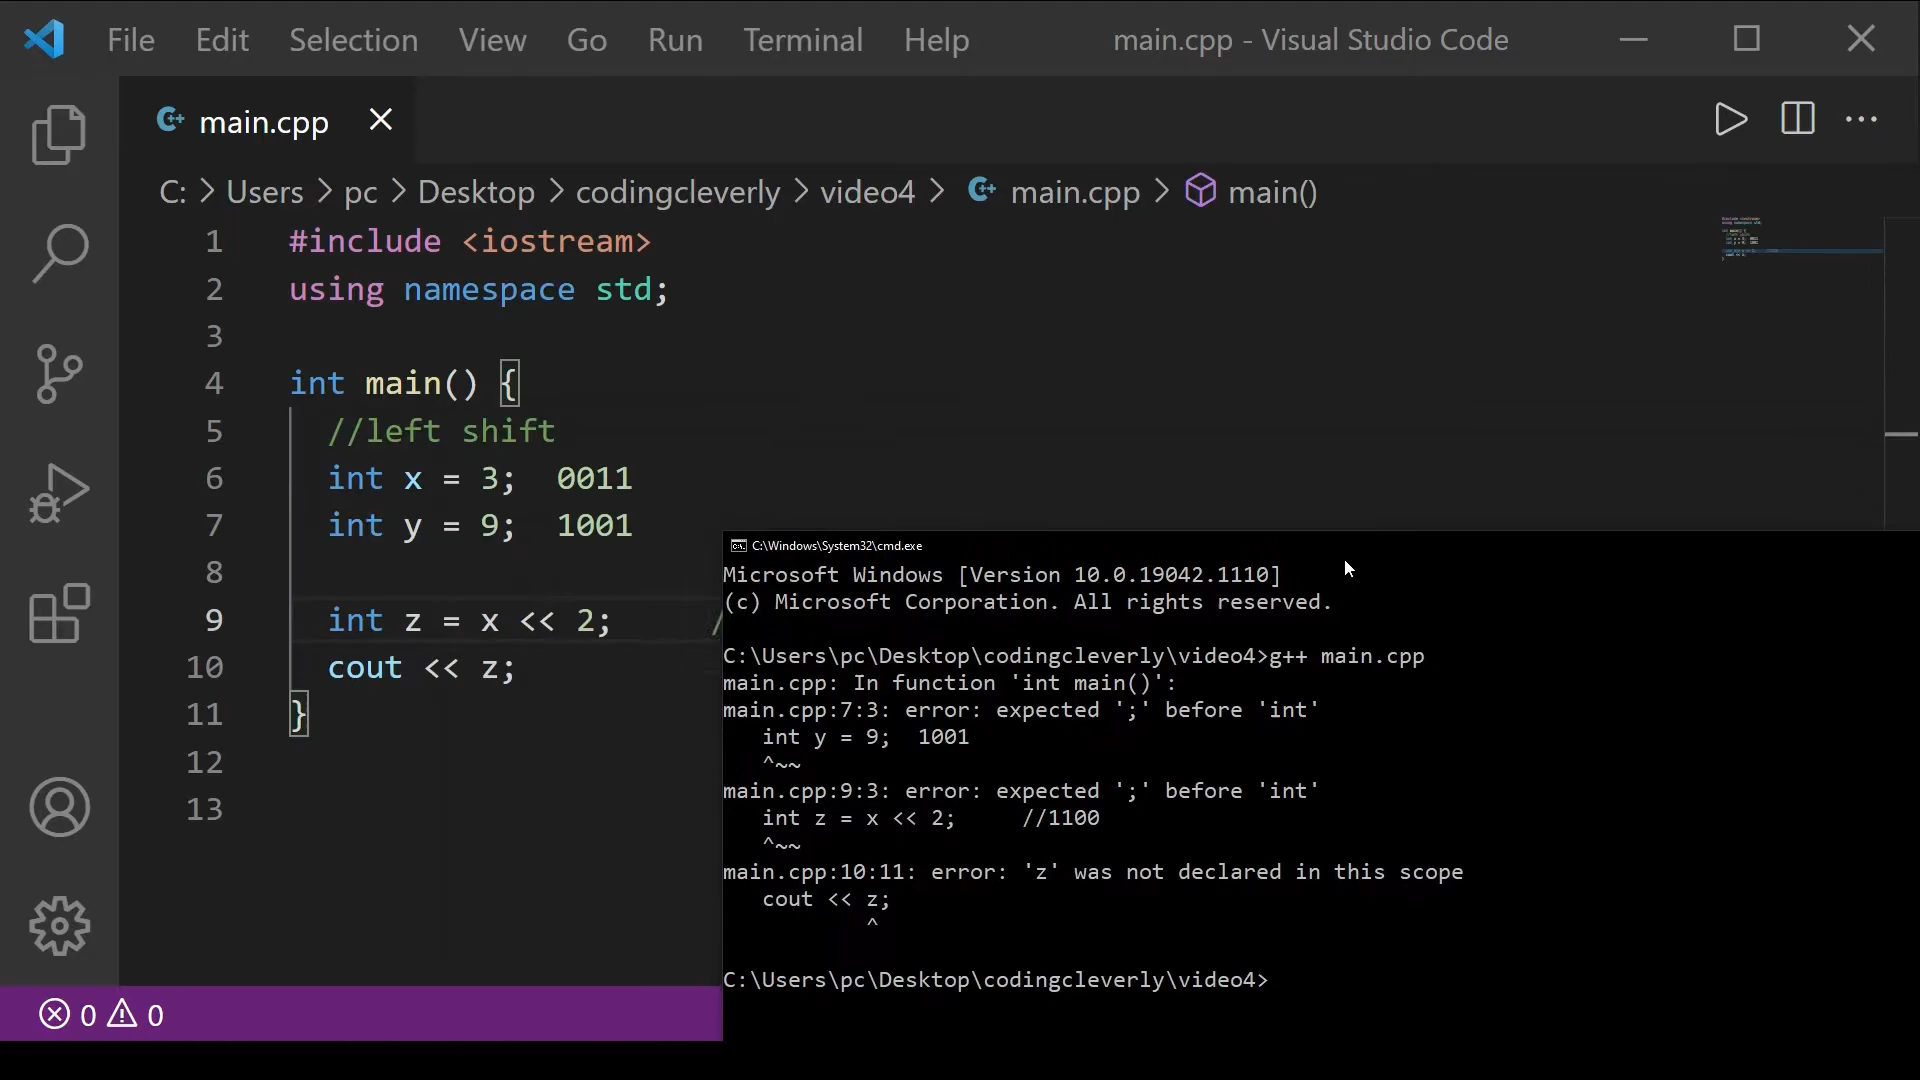 File Edit Selection View Go Run Terminal Help main.cpp - Visual Studio Code
main.cpp
C: > Users > pc > Desktop > codingcleverly > video4 > main.cpp > main()
1 #include <iostream>
2 using namespace std;
3
4 int main() {
5 //left shift
6 int x = 3; 0011
7 int y = 9; 1001
8
9 int z = x << 2; /
10 cout << z;
11 }
12
13
C:\Windows\System32\cmd.exe
Microsoft Windows [Version 10.0.19042.1110]
(c) Microsoft Corporation. All rights reserved.
C:\Users\pc\Desktop\codingcleverly\video4>g++ main.cpp
main.cpp: In function 'int main()':
main.cpp:7:3: error: expected ';' before 'int'
int y = 9; 1001
^~~
main.cpp:9:3: error: expected ';' before 'int'
int z = x << 2; //1100
^~~
main.cpp:10:11: error: 'z' was not declared in this scope
cout << z;
^
C:\Users\pc\Desktop\codingcleverly\video4>
0 0